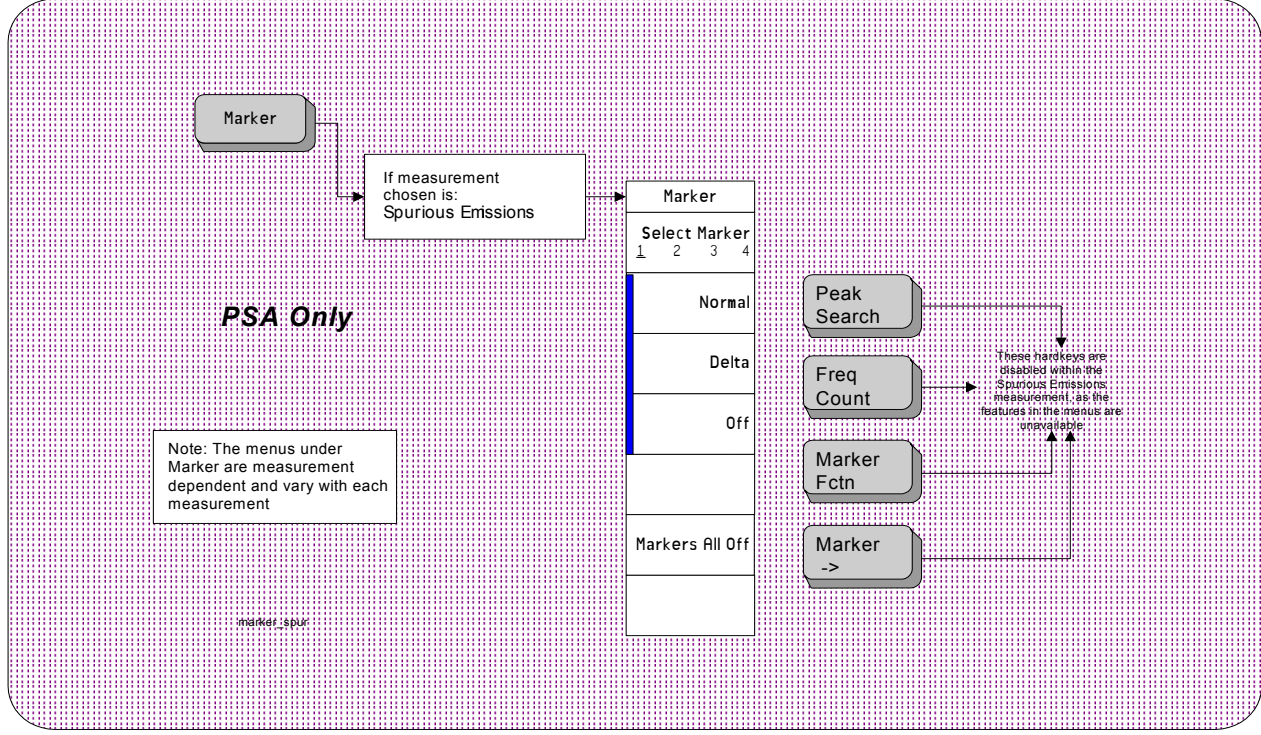 Marker
If measurement
chosen is:
Spurious Emissions
Marker
Select Marker
1 2 3 4
Normal
Delta
Off
Markers All Off
PSA Only
Note: The menus under
Marker are measurement
dependent and vary with each
measurement
marker_spur
Peak
Search
Freq
Count
Marker
Fctn
Marker
->
These hardkeys are
disabled within the
Spurious Emissions
measurement, as the
features in the menus are
unavailable